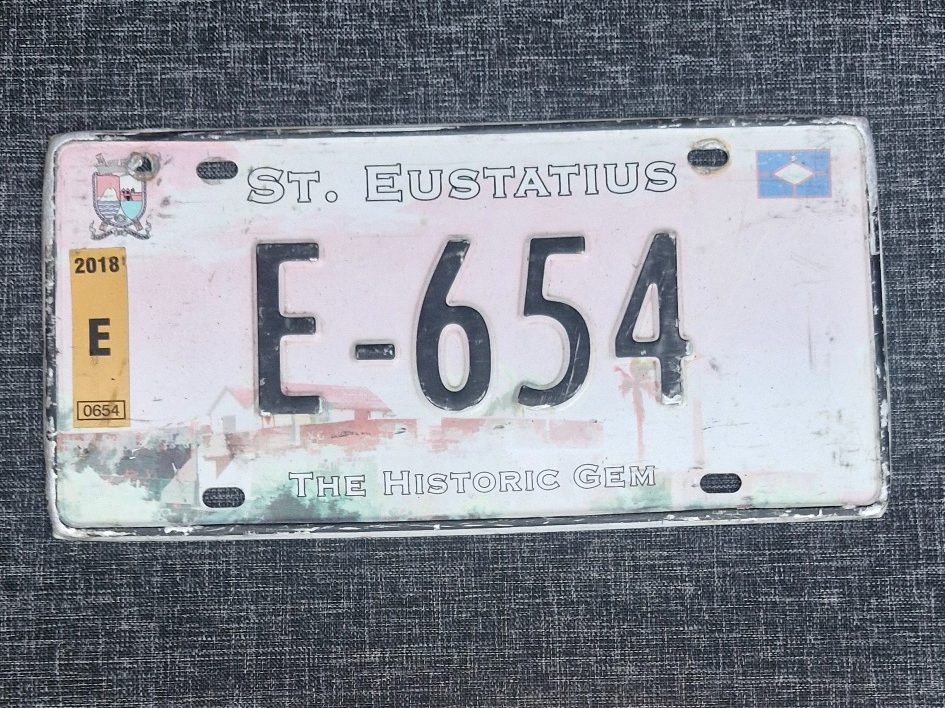 ST. EUSTATIUS
2018
E
0654
E-654
THE HISTORIC GEM